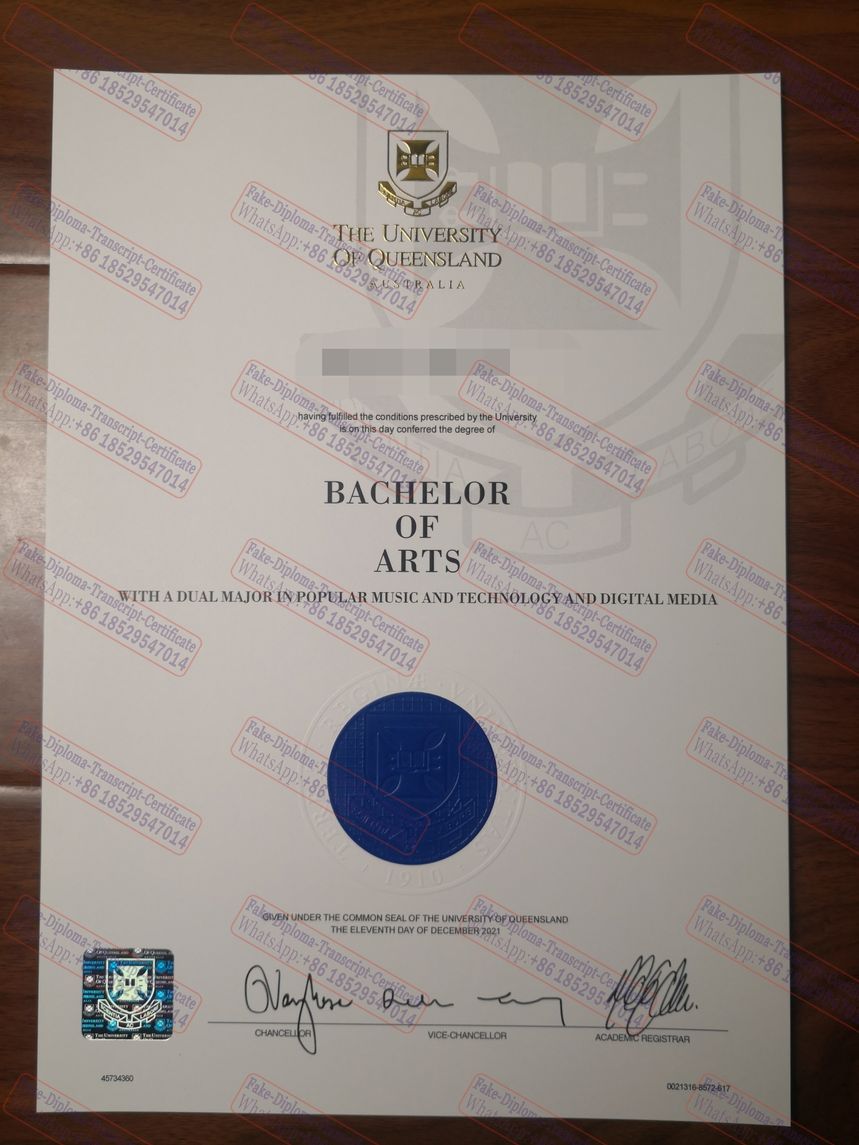 THE UNIVERSITY
OF QUEENSLAND
AUSTRALIA
having fulfilled the conditions prescribed by the University
is on this day conferred the degree of
BACHELOR
OF
ARTS
WITH A DUAL MAJOR IN POPULAR MUSIC AND TECHNOLOGY AND DIGITAL MEDIA
1910
GIVEN UNDER THE COMMON SEAL OF THE UNIVERSITY OF QUEENSLAND
THE ELEVENTH DAY OF DECEMBER 2021
CHANCELLOR
VICE-CHANCELLOR
ACADEMIC REGISTRAR
45734360
0021316-8572-617
Fake-Diploma-Transcript-Certificate
WhatsApp:+86 18529547014